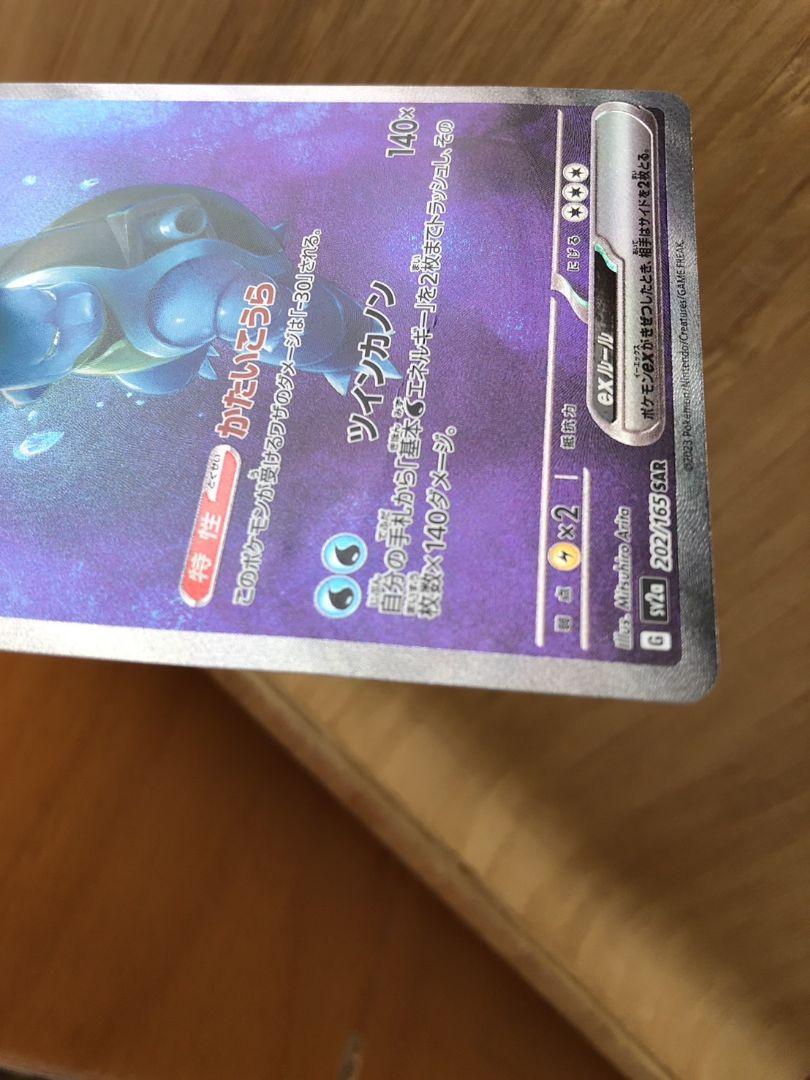 特性 とくせい かたいこうら
このポケモンが受けるワザのダメージは「-30」される。
ツインカノン 140×
自分の手札から「基本エネルギー」を2枚までトラッシュし、その
枚数×140ダメージ。
弱点 ×2 抵抗力 にげる
exルール
ポケモンexがきぜつしたとき、相手はサイドを2枚とる。
Illus. Mitsuhiro Arita
G sv2a 202/165 SAR
©2023 Pokémon/Nintendo/Creatures/GAME FREAK.